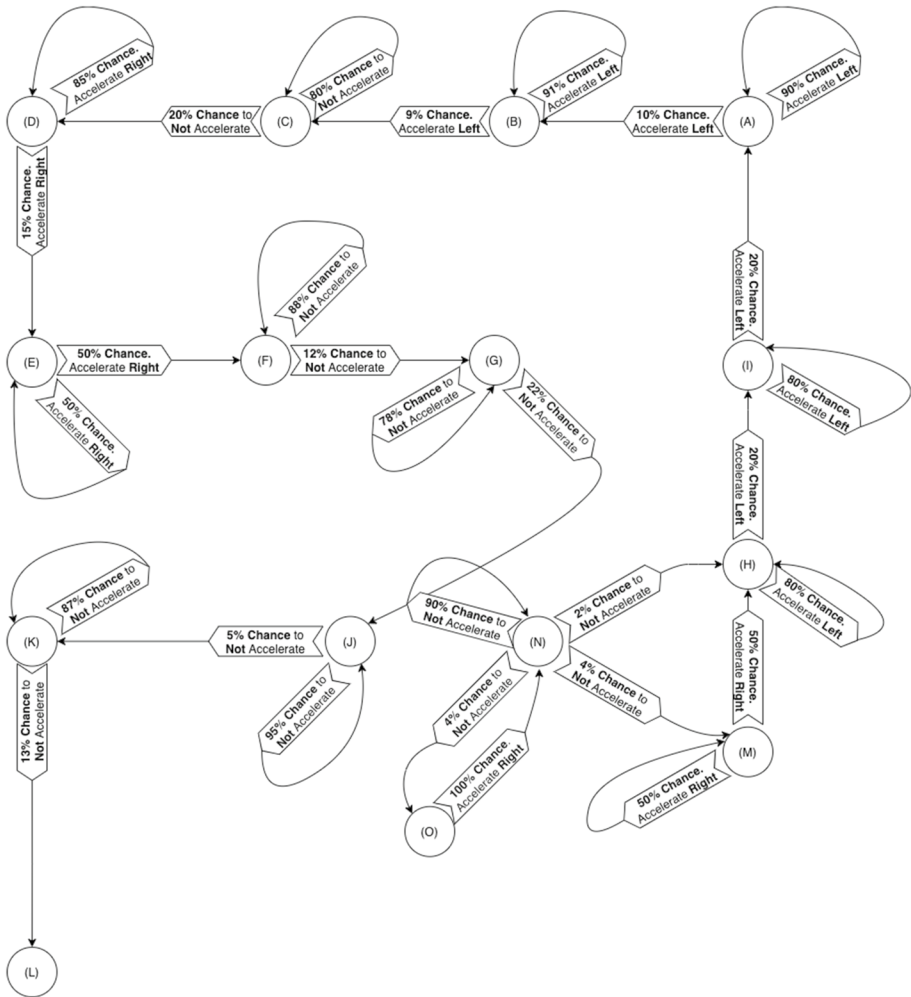 85% Chance.
Accelerate Right
80% Chance to
Not Accelerate
91% Chance.
Accelerate Left
90% Chance.
Accelerate Left
(D)
20% Chance to
Not Accelerate
(C)
9% Chance.
Accelerate Left
(B)
10% Chance.
Accelerate Left
(A)
15% Chance.
Accelerate Right
20% Chance.
Accelerate Left
88% Chance to
Not Accelerate
(E)
50% Chance.
Accelerate Right
(F)
12% Chance to
Not Accelerate
(G)
(I)
50% Chance.
Accelerate Right
78% Chance to
Not Accelerate
22% Chance to
Not Accelerate
80% Chance.
Accelerate Left
20% Chance.
Accelerate Left
87% Chance to
Not Accelerate
90% Chance to
Not Accelerate
2% Chance to
Not Accelerate
(H)
80% Chance.
Accelerate Left
(K)
5% Chance to
Not Accelerate
(J)
(N)
13% Chance to
Not Accelerate
95% Chance to
Not Accelerate
4% Chance to
Not Accelerate
4% Chance to
Not Accelerate
50% Chance.
Accelerate Right
100% Chance.
Accelerate Right
(M)
50% Chance.
Accelerate Right
(O)
(L)